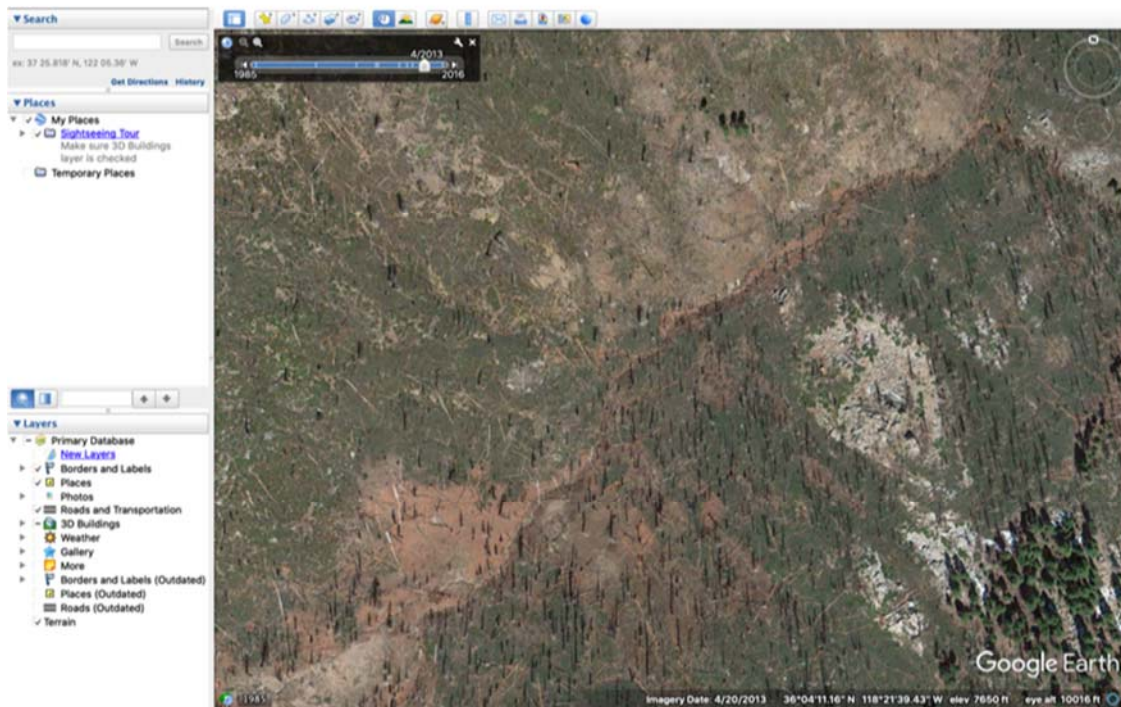 Search
Search
ex: 37 25.818' N, 122 05.36' W
Get Directions History
Places
My Places
Sightseeing Tour
Make sure 3D Buildings
layer is checked
Temporary Places
Layers
Primary Database
New Layers
Borders and Labels
Places
Photos
Roads and Transportation
3D Buildings
Weather
Gallery
More
Borders and Labels (Outdated)
Places (Outdated)
Roads (Outdated)
Terrain
4/2013
1985 2016
N
Google Earth
1985 Imagery Date: 4/20/2013 36°04'11.16" N 118°21'39.43" W elev 7650 ft eye alt 10016 ft